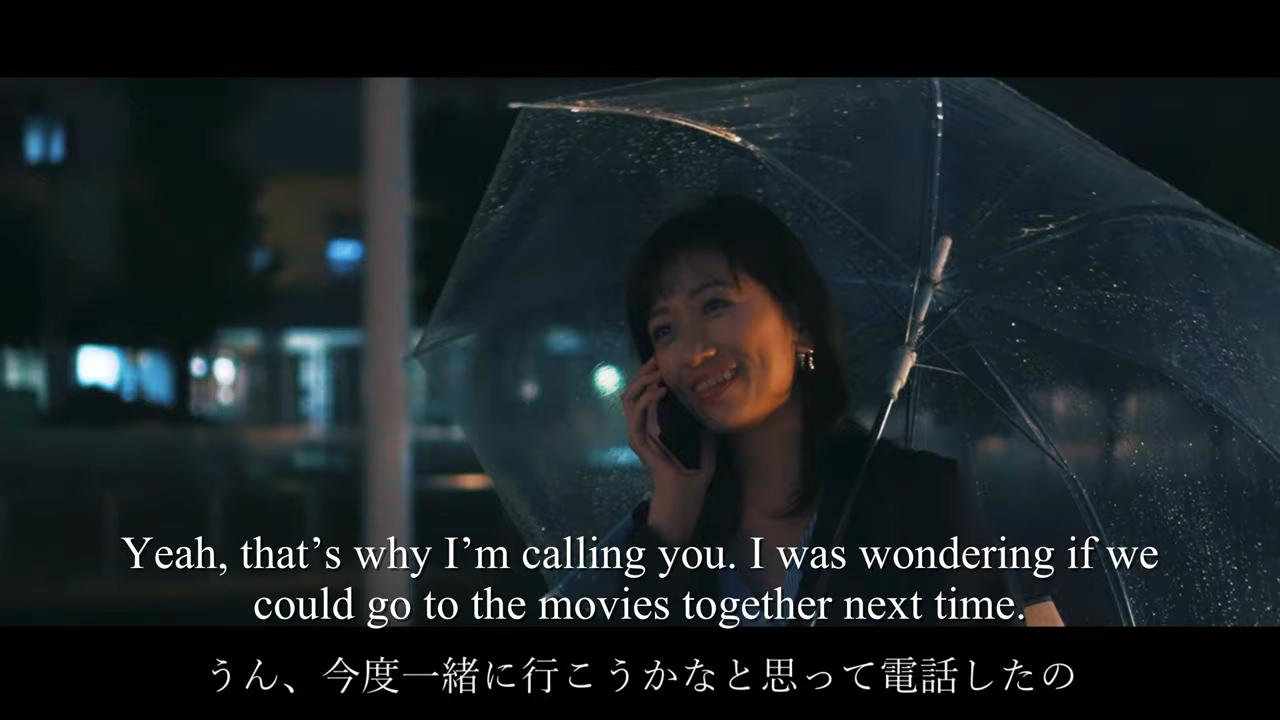 Yeah, that’s why I’m calling you. I was wondering if we
could go to the movies together next time.
うん、今度一緒に行こうかなと思って電話したの